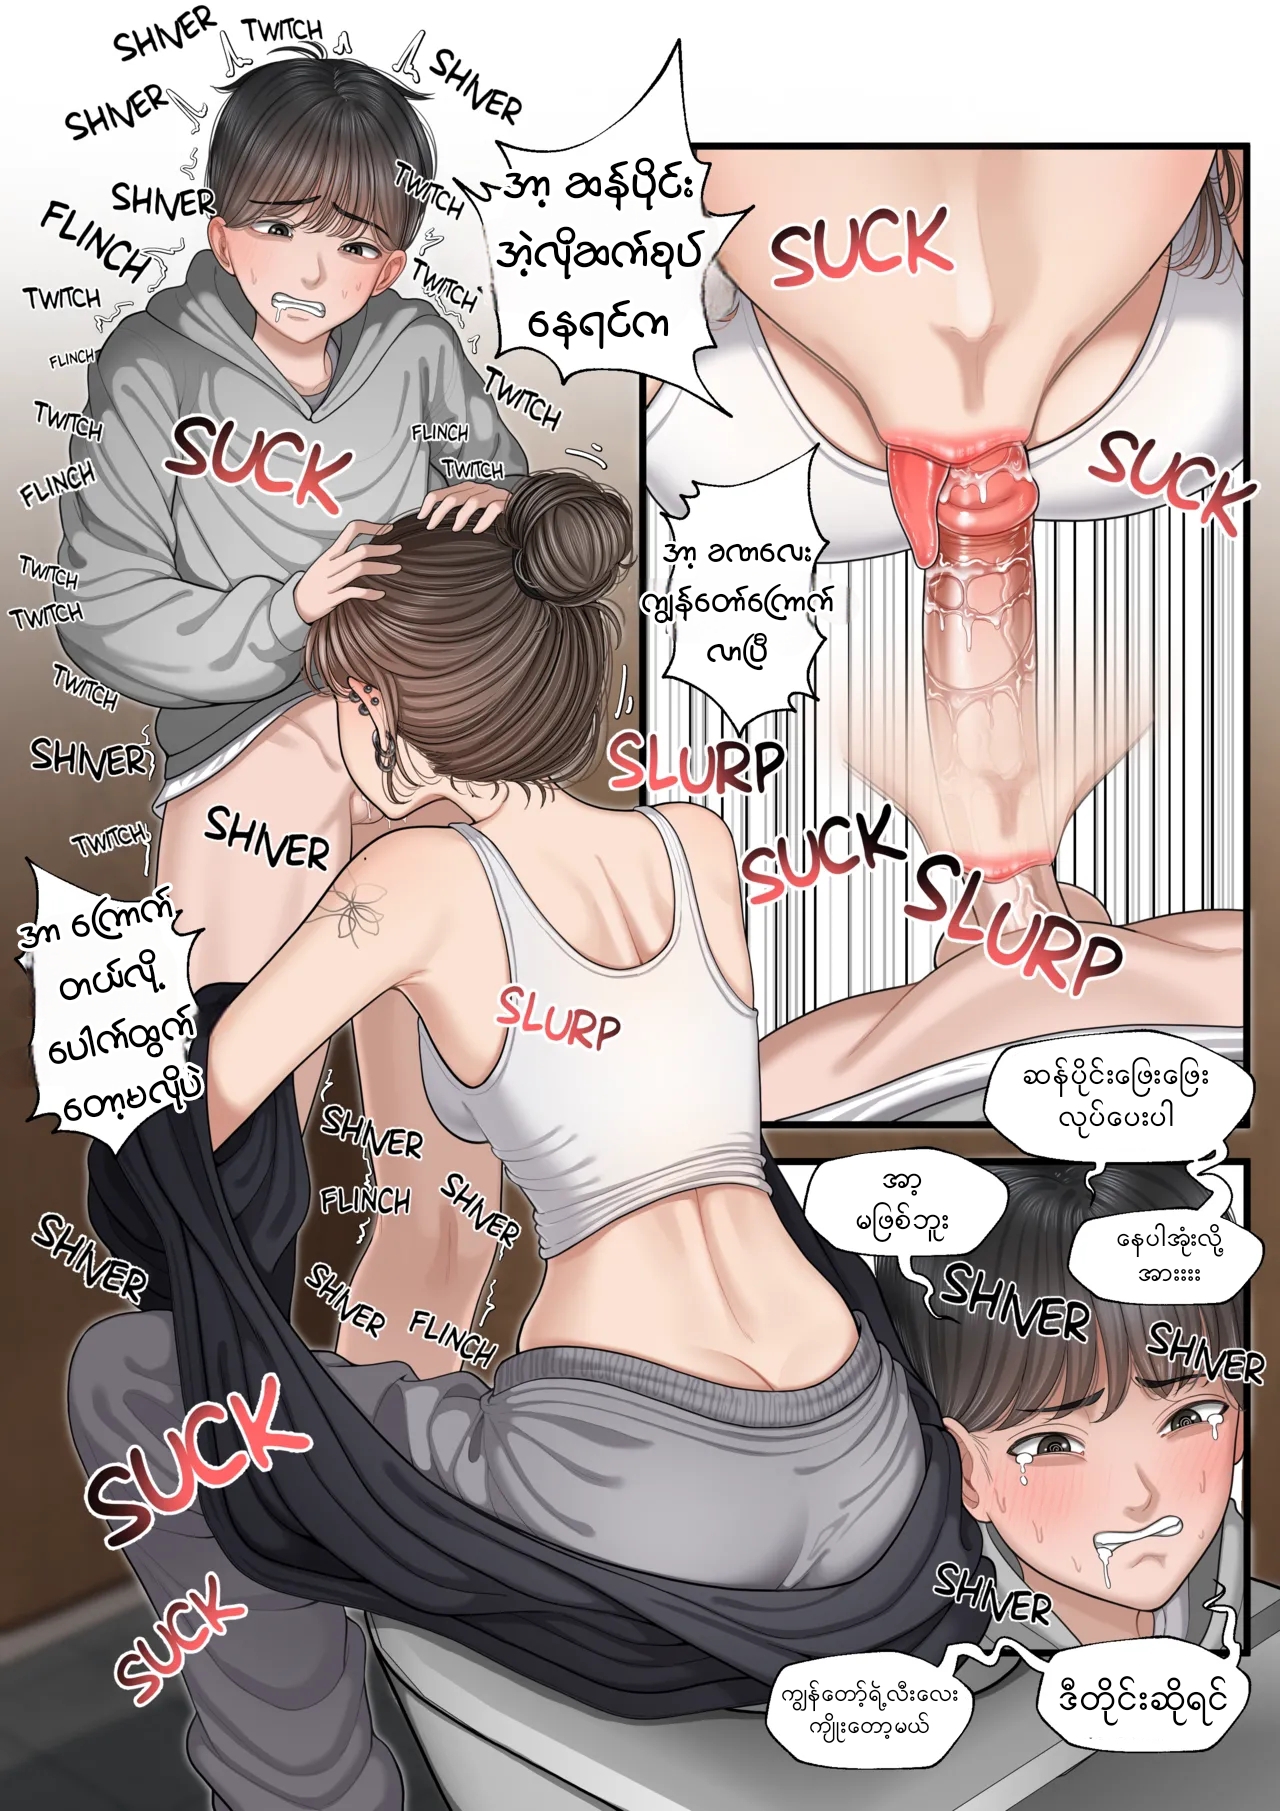 SHIVER
TWITCH
SHIVER
SHIVER
SHIVER
TWITCH
FLINCH
TWITCH
TWITCH
FLINCH
TWITCH
TWITCH
FLINCH
FLINCH
TWITCH
SUCK
အာ့ ဆန်ပိုင်း
အဲ့လိုဆက်စုပ်
နေရင်က
SUCK
SUCK
အာ့ ခဏလေး
ကျွန်တော်ကြောက်
လာပြီ
TWITCH
TWITCH
TWITCH
SHIVER
TWITCH
SHIVER
SLURP
SUCK
SLURP
အာ ကြောက်
တယ်လို့
ပေါက်ထွက်
တော့မလိုပဲ
SLURP
SHIVER
FLINCH
SHIVER
SHIVER
SHIVER
FLINCH
SUCK
SUCK
ဆန်ပိုင်းဖြေးဖြေး
လုပ်ပေးပါ
အာ့
မဖြစ်ဘူး
နေပါအုံးလို့
အားးးး
SHIVER
SHIVER
SHIVER
ဒီတိုင်းဆိုရင်
ကျွန်တော့်ရဲ့လီးလေး
ကျိုးတော့မယ်